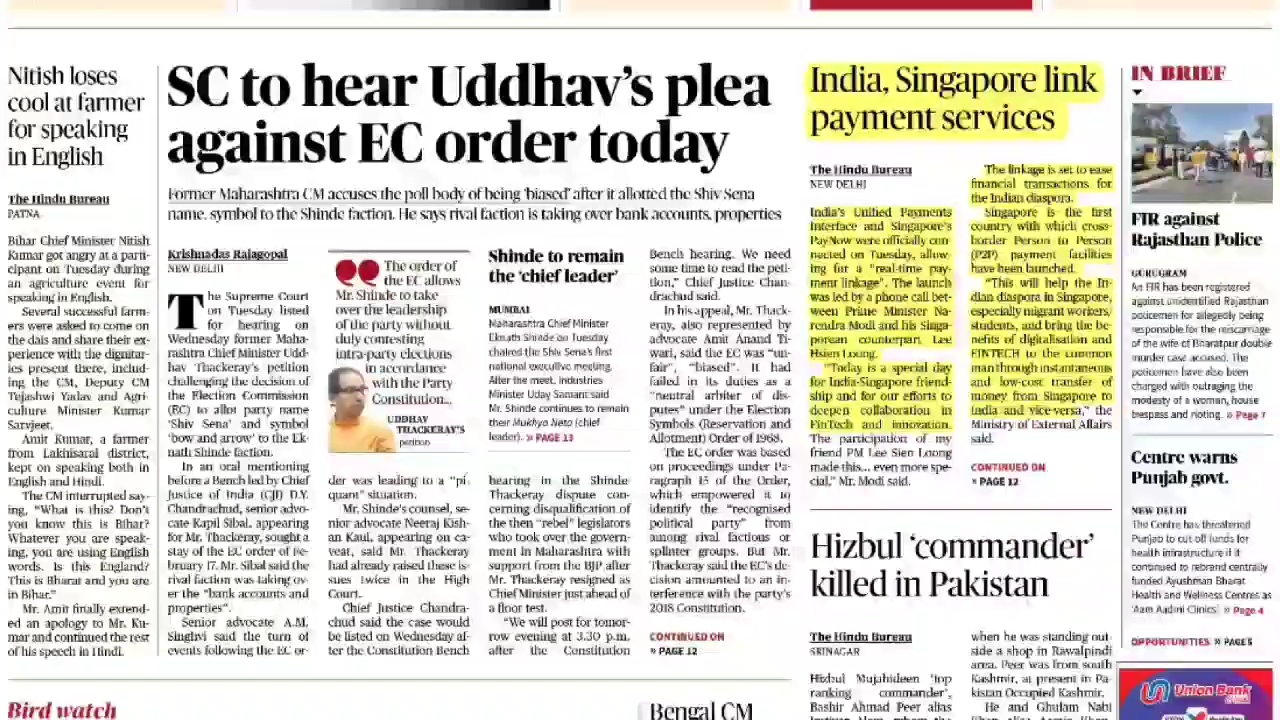 Nitish loses
cool at farmer
for speaking
in English
The Hindu Bureau
PATNA
Bihar Chief Minister Nitish
Kumar got angry at a parti-
cipant on Tuesday during
an agriculture event for
speaking in English.
Several successful farm-
ers were asked to come on
the dais and share their ex-
perience with the dignitar-
ies present there, includ-
ing the CM, Deputy CM
Tejashwi Yadav and Agri-
culture Minister Kumar
Sarvjeet.
Amit Kumar, a farmer
from Lakhisarai district,
kept on speaking both in
English and Hindi.
The CM interrupted say-
ing, “What is this? Don’t
you know this is Bihar?
Whatever you are speak-
ing, you are using English
words. Is this England?
This is Bharat and you are
in Bihar.”
Mr. Amit finally extend-
ed an apology to Mr. Ku-
mar and continued the rest
of his speech in Hindi.
SC to hear Uddhav’s plea
against EC order today
Former Maharashtra CM accuses the poll body of being ‘biased’ after it allotted the Shiv Sena
name, symbol to the Shinde faction. He says rival faction is taking over bank accounts, properties
Krishnadas Rajagopal
NEW DELHI
The Supreme Court
on Tuesday listed
for hearing on
Wednesday former Maha-
rashtra Chief Minister Udd-
hav Thackeray’s petition
challenging the decision of
the Election Commission
(EC) to allot party name
‘Shiv Sena’ and symbol
‘bow and arrow’ to the Ek-
nath Shinde faction.
In an oral mentioning
before a Bench led by Chief
Justice of India (CJI) D.Y.
Chandrachud, senior advo-
cate Kapil Sibal, appearing
for Mr. Thackeray, sought a
stay of the EC order of Fe-
bruary 17. Mr. Sibal said the
rival faction was taking ov-
er the “bank accounts and
properties”.
Senior advocate A.M.
Singhvi said the turn of
events following the EC or-
The order of
the EC allows
Mr. Shinde to take
over the leadership
of the party without
duly contesting
intra-party elections
in accordance
with the Party
Constitution...
UDDHAV
THACKERAY’S
petition
der was leading to a “pi-
quant” situation.
Mr. Shinde’s counsel, se-
nior advocate Neeraj Kish-
an Kaul, appearing on ca-
veat, said Mr. Thackeray
had already raised these is-
sues twice in the High
Court.
Chief Justice Chandra-
chud said the case would
be listed on Wednesday af-
ter the Constitution Bench
Shinde to remain
the ‘chief leader’
MUMBAI
Maharashtra Chief Minister
Eknath Shinde on Tuesday
chaired the Shiv Sena’s first
national executive meeting.
After the meet, Industries
Minister Uday Samant said
Mr. Shinde continues to remain
their Mukhya Neta (chief
leader). » PAGE 13
hearing in the Shinde-
Thackeray dispute con-
cerning disqualification of
the then “rebel” legislators
who took over the govern-
ment in Maharashtra with
support from the BJP after
Mr. Thackeray resigned as
Chief Minister just ahead of
a floor test.
“We will post for tomor-
row evening at 3.30 p.m.
after the Constitution
Bench hearing. We need
some time to read the peti-
tion,” Chief Justice Chan-
drachud said.
In his appeal, Mr. Thack-
eray, also represented by
advocate Amit Anand Ti-
wari, said the EC was “un-
fair”, “biased”. It had
failed in its duties as a
“neutral arbiter of dis-
putes” under the Election
Symbols (Reservation and
Allotment) Order of 1968.
The EC order was based
on proceedings under Pa-
ragraph 15 of the Order,
which empowered it to
identify the “recognised
political party” from
among rival factions or
splinter groups. But Mr.
Thackeray said the EC’s de-
cision amounted to an in-
terference with the party’s
2018 Constitution.
CONTINUED ON
» PAGE 12
India, Singapore link
payment services
The Hindu Bureau
NEW DELHI
India’s Unified Payments
Interface and Singapore’s
PayNow were officially con-
nected on Tuesday, allow-
ing for a “real-time pay-
ment linkage”. The launch
was led by a phone call bet-
ween Prime Minister Na-
rendra Modi and his Singa-
porean counterpart, Lee
Hsien Loong.
“Today is a special day
for India-Singapore friend-
ship and for our efforts to
deepen collaboration in
FinTech and innovation.
The participation of my
friend PM Lee Sien Loong
made this... even more spe-
cial,” Mr. Modi said.
The linkage is set to ease
financial transactions for
the Indian diaspora.
Singapore is the first
country with which cross-
border Person to Person
(P2P) payment facilities
have been launched.
“This will help the In-
dian diaspora in Singapore,
especially migrant workers/
students, and bring the be-
nefits of digitalisation and
FINTECH to the common
man through instantaneous
and low-cost transfer of
money from Singapore to
India and vice-versa,” the
Ministry of External Affairs
said.
CONTINUED ON
» PAGE 12
Hizbul ‘commander’
killed in Pakistan
The Hindu Bureau
SRINAGAR
Hizbul Mujahideen ‘top
ranking commander’,
Bashir Ahmad Peer alias
when he was standing out-
side a shop in Rawalpindi
area. Peer was from south
Kashmir, at present in Pa-
kistan Occupied Kashmir.
He and Ghulam Nabi
IN BRIEF
FIR against
Rajasthan Police
GURUGRAM
An FIR has been registered
against unidentified Rajasthan
policemen for allegedly being
responsible for the miscarriage
of the wife of Bharatpur double
murder case accused. The
policemen have also been
charged with outraging the
modesty of a woman, house
trespass and rioting. » Page 7
Centre warns
Punjab govt.
NEW DELHI
The Centre has threatened
Punjab to cut off funds for
health infrastructure if it
continued to rebrand centrally
funded Ayushman Bharat
Health and Wellness Centres as
‘Aam Aadmi Clinics’. » Page 4
OPPORTUNITIES » PAGE 5
Union Bank
Bird watch
Bengal CM